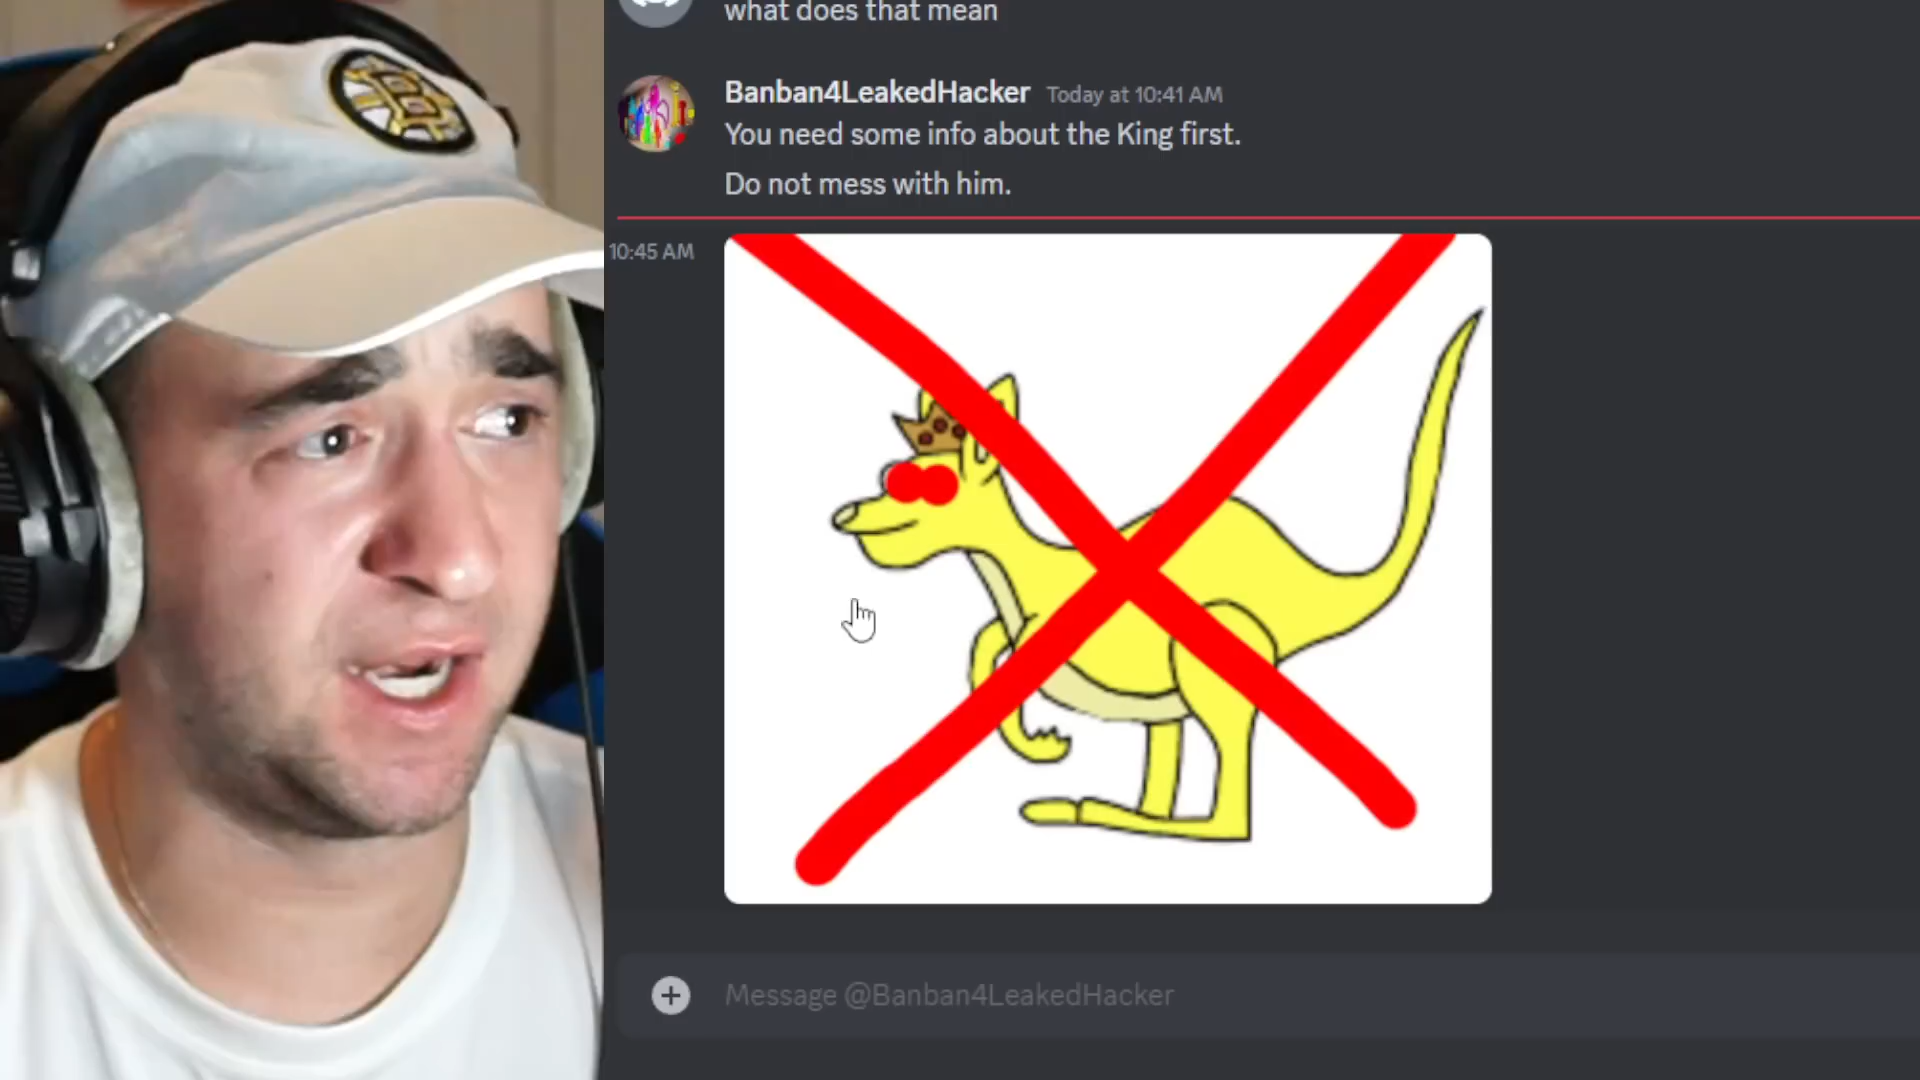 what does that mean
Banban4LeakedHacker Today at 10:41 AM
You need some info about the King first.
Do not mess with him.
10:45 AM
B
Message @Banban4LeakedHacker